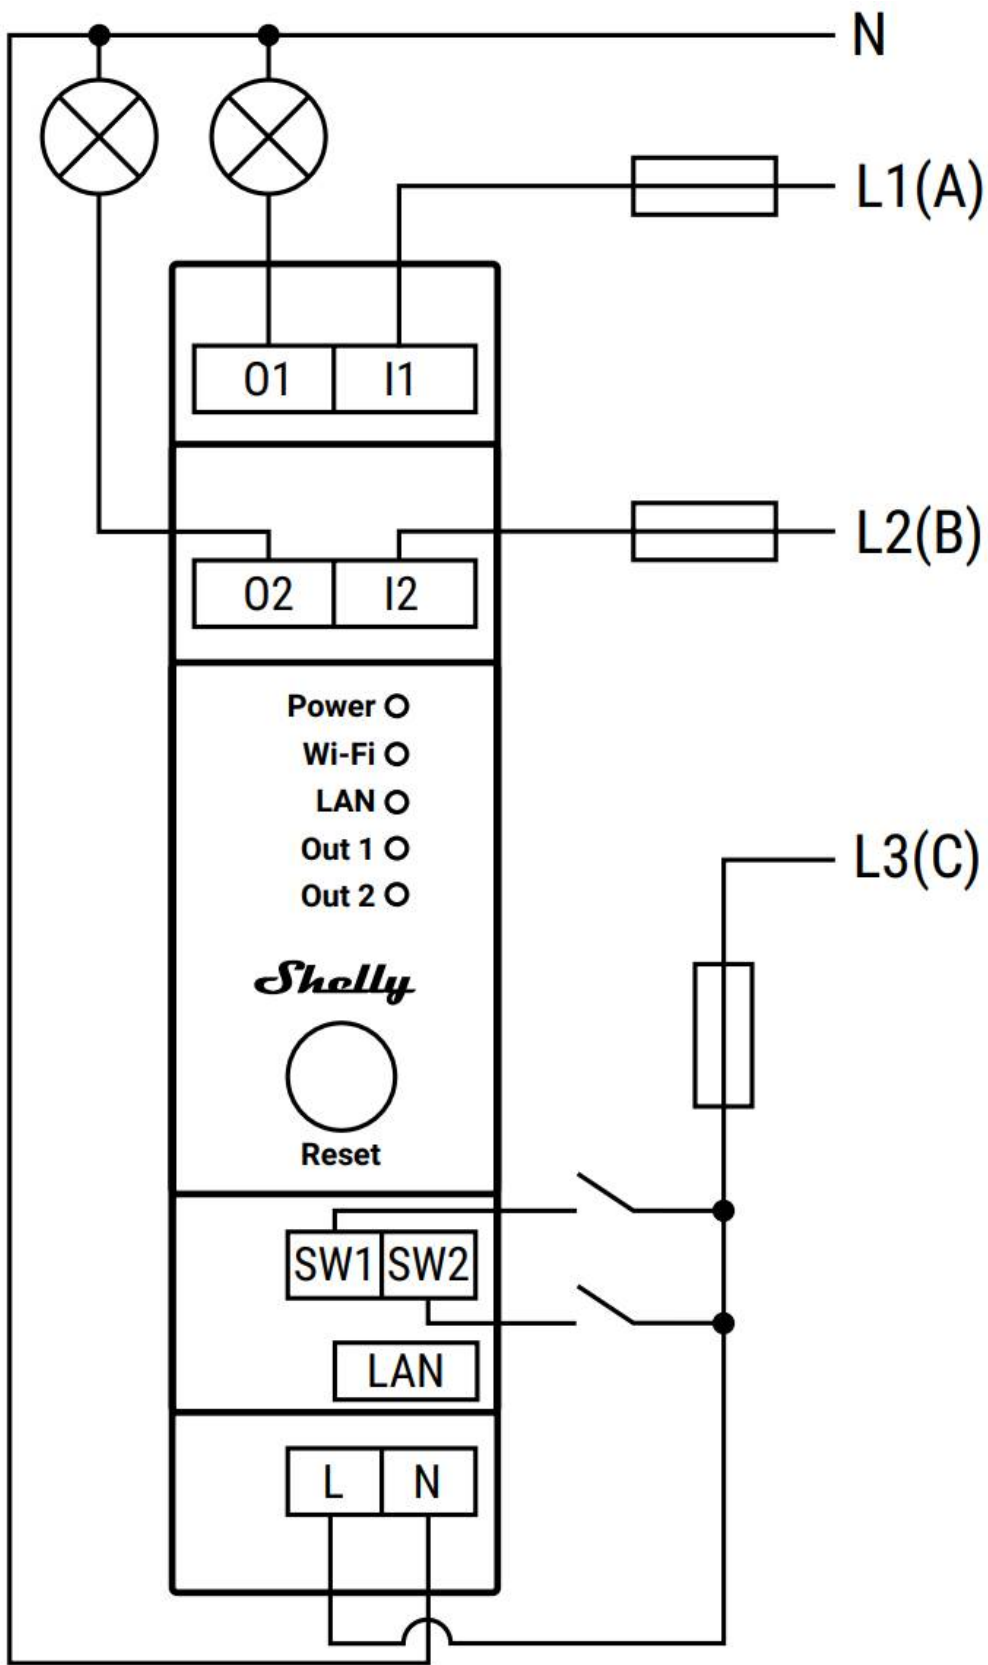 N
L1(A)
O1 I1
L2(B)
O2 I2
Power
Wi-Fi
LAN
Out 1
Out 2
L3(C)
Shelly
Reset
SW1 SW2
LAN
L N